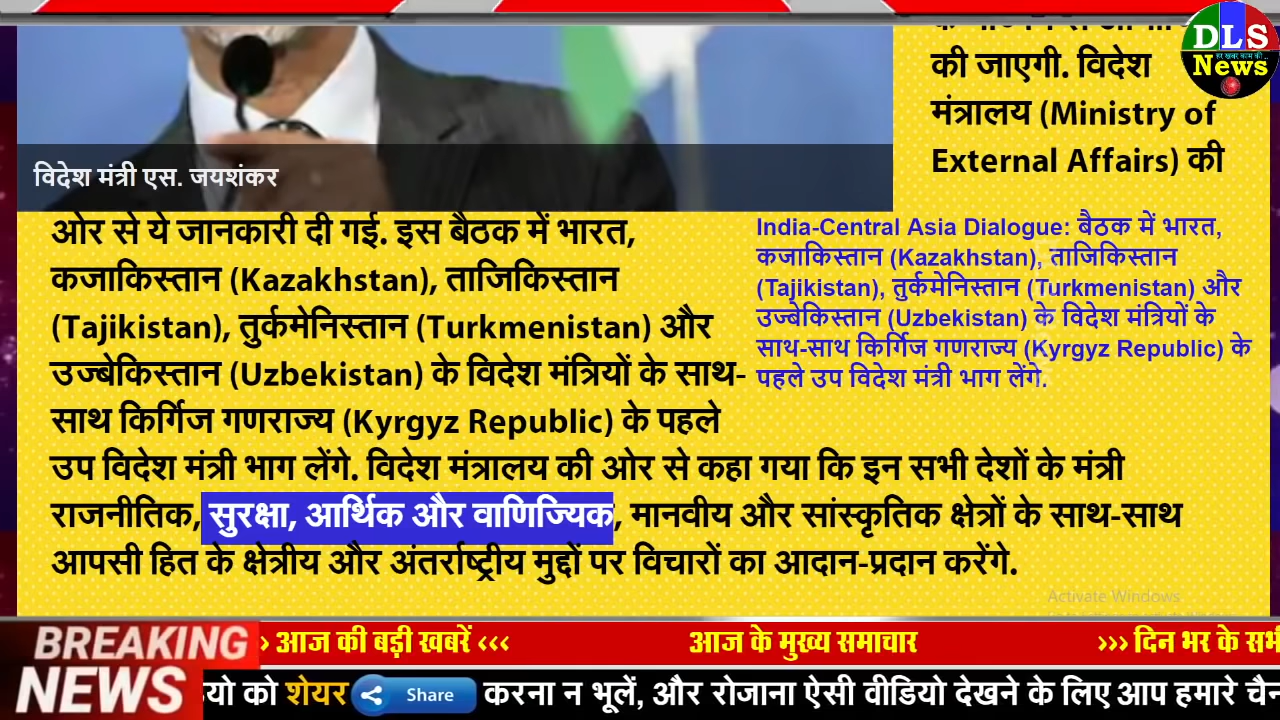 DLS
News
की जाएगी. विदेश
मंत्रालय (Ministry of
External Affairs) की
विदेश मंत्री एस. जयशंकर
ओर से ये जानकारी दी गई. इस बैठक में भारत,
कजाकिस्तान (Kazakhstan), ताजिकिस्तान
(Tajikistan), तुर्कमेनिस्तान (Turkmenistan) और
उज्बेकिस्तान (Uzbekistan) के विदेश मंत्रियों के साथ-
साथ किर्गिज गणराज्य (Kyrgyz Republic) के पहले
उप विदेश मंत्री भाग लेंगे. विदेश मंत्रालय की ओर से कहा गया कि इन सभी देशों के मंत्री
राजनीतिक, सुरक्षा, आर्थिक और वाणिज्यिक, मानवीय और सांस्कृतिक क्षेत्रों के साथ-साथ
आपसी हित के क्षेत्रीय और अंतर्राष्ट्रीय मुद्दों पर विचारों का आदान-प्रदान करेंगे.
India-Central Asia Dialogue: बैठक में भारत,
कजाकिस्तान (Kazakhstan), ताजिकिस्तान
(Tajikistan), तुर्कमेनिस्तान (Turkmenistan) और
उज्बेकिस्तान (Uzbekistan) के विदेश मंत्रियों के
साथ-साथ किर्गिज गणराज्य (Kyrgyz Republic) के
पहले उप विदेश मंत्री भाग लेंगे.
Activate Windows
BREAKING
NEWS
› आज की बड़ी खबरें ‹‹‹ आज के मुख्य समाचार ››› दिन भर के सभी
को शेयर Share करना न भूलें, और रोजाना ऐसी वीडियो देखने के लिए आप हमारे